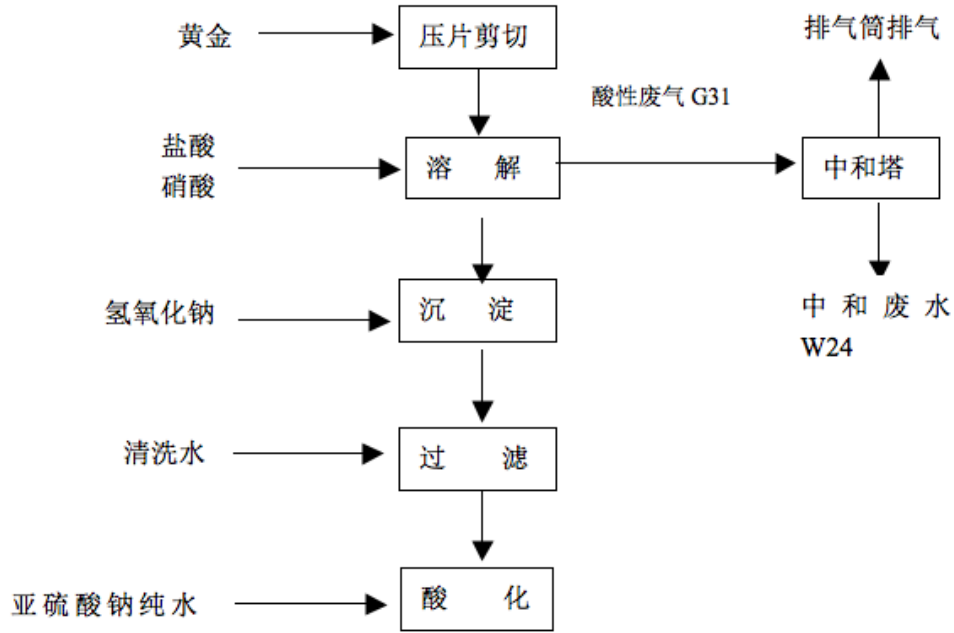 黄金
压片剪切
排气筒排气
酸性废气 G31
盐酸
硝酸
溶 解
中和塔
氢氧化钠
沉 淀
中 和 废 水
W24
清洗水
过 滤
亚硫酸钠纯水
酸 化